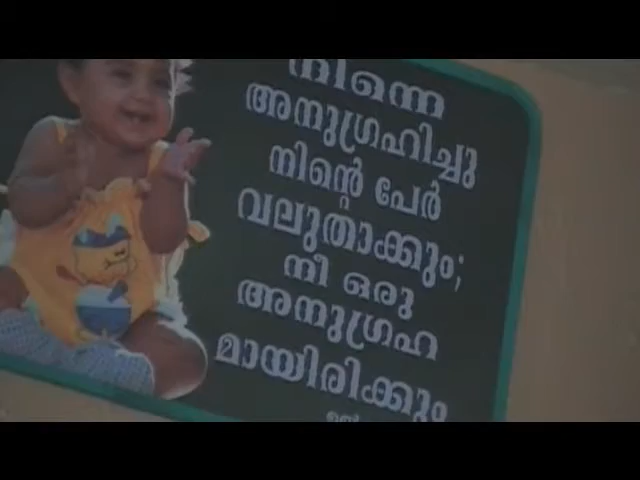 നിന്നെ
അനുഗ്രഹിച്ചു
നിന്റെ പേർ
വലുതാക്കും;
നീ ഒരു
അനുഗ്രഹ
മായിരിക്കും